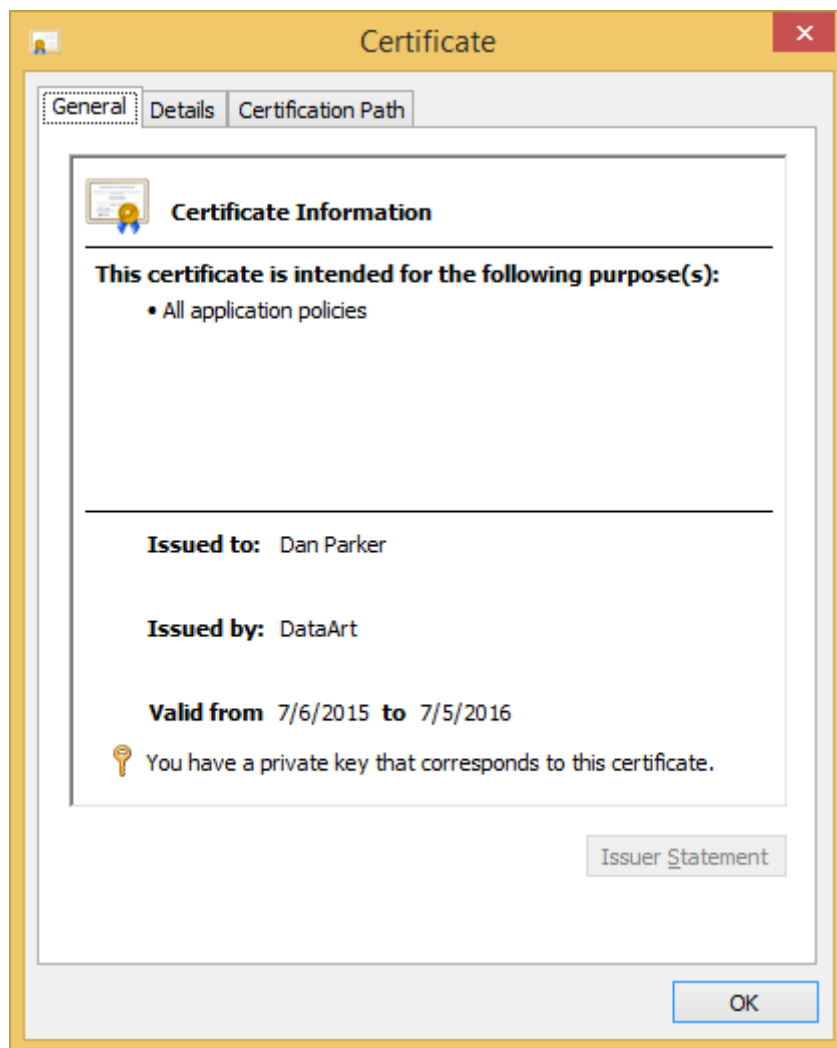 Certificate
General Details Certification Path
Certificate Information
This certificate is intended for the following purpose(s):
• All application policies
Issued to: Dan Parker
Issued by: DataArt
Valid from 7/6/2015 to 7/5/2016
You have a private key that corresponds to this certificate.
Issuer Statement
OK